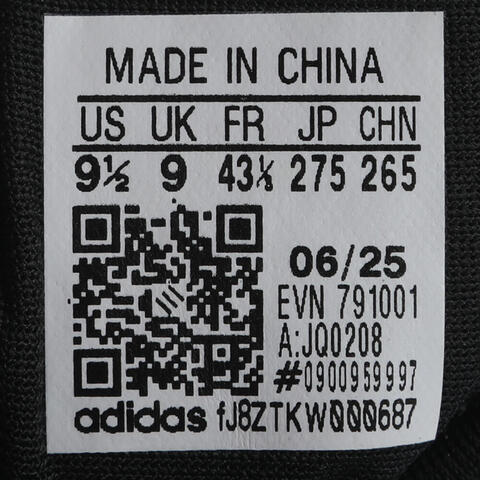 MADE IN CHINA
US UK FR JP CHN
9½ 9 43⅓ 275 265
06/25
EVN 791001
A:JQ0208
#0900959997
adidas fJ8ZTKW000687